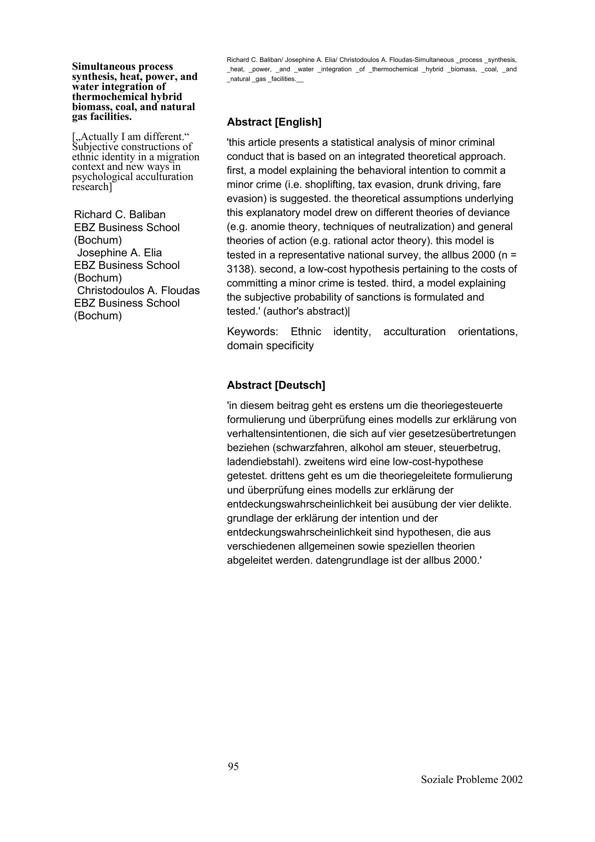 Simultaneous process
synthesis, heat, power, and
water integration of
thermochemical hybrid
biomass, coal, and natural
gas facilities.
[„Actually I am different.“
Subjective constructions of
ethnic identity in a migration
context and new ways in
psychological acculturation
research]
Richard C. Baliban
EBZ Business School
(Bochum)
Josephine A. Elia
EBZ Business School
(Bochum)
Christodoulos A. Floudas
EBZ Business School
(Bochum)
Richard C. Baliban/ Josephine A. Elia/ Christodoulos A. Floudas-Simultaneous _process _synthesis,
_heat, _power, _and _water _integration _of _thermochemical _hybrid _biomass, _coal, _and
_natural _gas _facilities.__
Abstract [English]
'this article presents a statistical analysis of minor criminal
conduct that is based on an integrated theoretical approach.
first, a model explaining the behavioral intention to commit a
minor crime (i.e. shoplifting, tax evasion, drunk driving, fare
evasion) is suggested. the theoretical assumptions underlying
this explanatory model drew on different theories of deviance
(e.g. anomie theory, techniques of neutralization) and general
theories of action (e.g. rational actor theory). this model is
tested in a representative national survey, the allbus 2000 (n =
3138). second, a low-cost hypothesis pertaining to the costs of
committing a minor crime is tested. third, a model explaining
the subjective probability of sanctions is formulated and
tested.' (author's abstract)|
Keywords: Ethnic identity, acculturation orientations,
domain specificity
Abstract [Deutsch]
'in diesem beitrag geht es erstens um die theoriegesteuerte
formulierung und überprüfung eines modells zur erklärung von
verhaltensintentionen, die sich auf vier gesetzesübertretungen
beziehen (schwarzfahren, alkohol am steuer, steuerbetrug,
ladendiebstahl). zweitens wird eine low-cost-hypothese
getestet. drittens geht es um die theoriegeleitete formulierung
und überprüfung eines modells zur erklärung der
entdeckungswahrscheinlichkeit bei ausübung der vier delikte.
grundlage der erklärung der intention und der
entdeckungswahrscheinlichkeit sind hypothesen, die aus
verschiedenen allgemeinen sowie speziellen theorien
abgeleitet werden. datengrundlage ist der allbus 2000.'
95
Soziale Probleme 2002